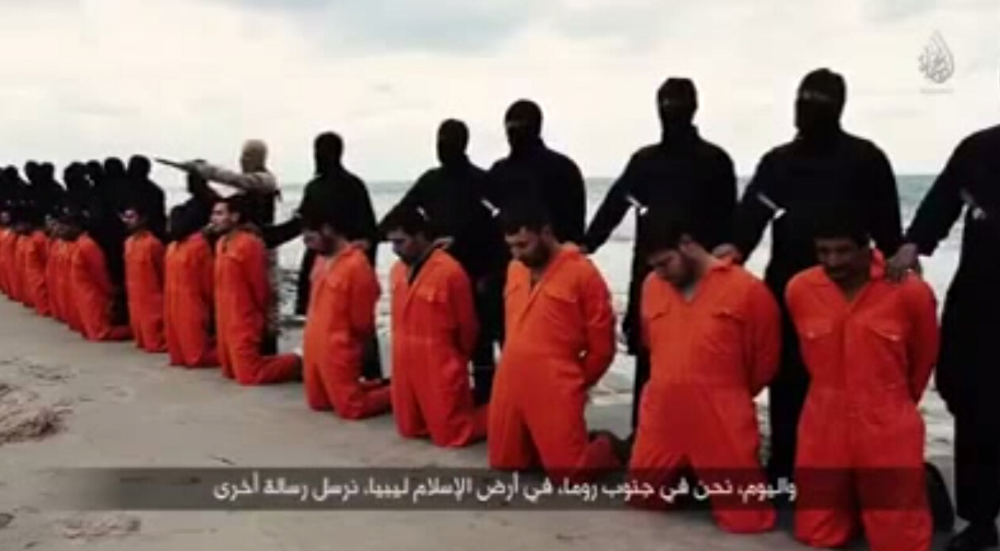 واليوم، نحن في جنوب روما، في أرض الإسلام ليبيا، نرسل رسالة أخرى